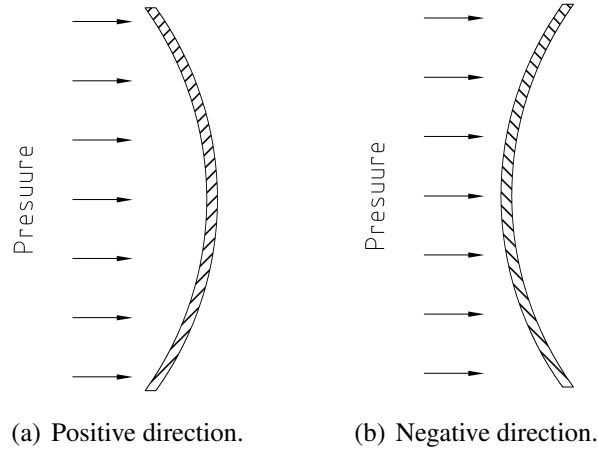 Presuure
Presuure
(a) Positive direction.
(b) Negative direction.